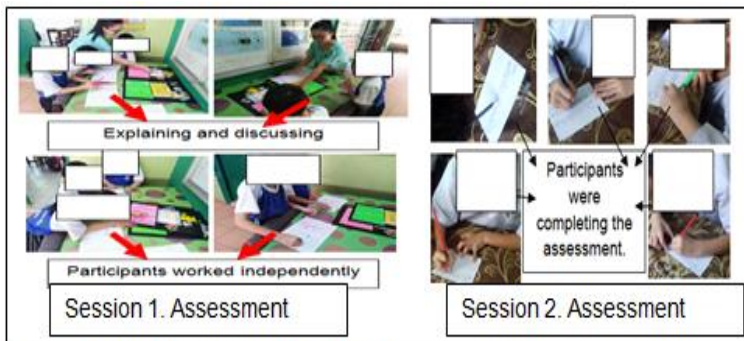 Explaining and discussing
Participants worked independently
Session 1. Assessment
Participants
were
completing the
assessment.
Session 2. Assessment